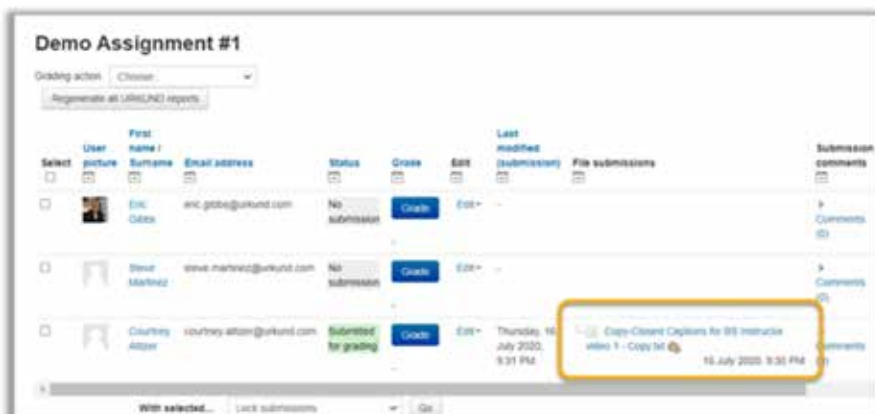 Demo Assignment #1
Grading action Choose...
Regenerate all URKUND reports
Select
User picture
First name / Surname
Email address
Status
Grade
Edit
Last modified (submission)
File submissions
Submission comments
Eric Gibbs
eric.gibbs@urkund.com
No submission
Grade
Edit
-
Comments (0)
Steve Martinez
steve.martinez@urkund.com
No submission
Grade
Edit
-
Comments (0)
Courtney Altizer
courtney.altizer@urkund.com
Submitted for grading
Grade
Edit
Thursday, 16 July 2020, 9:31 PM
Copy-Closed Captions for BS Instructor video 1 - Copy.txt
16 July 2020, 9:30 PM
Comments
With selected... Lock submissions Go